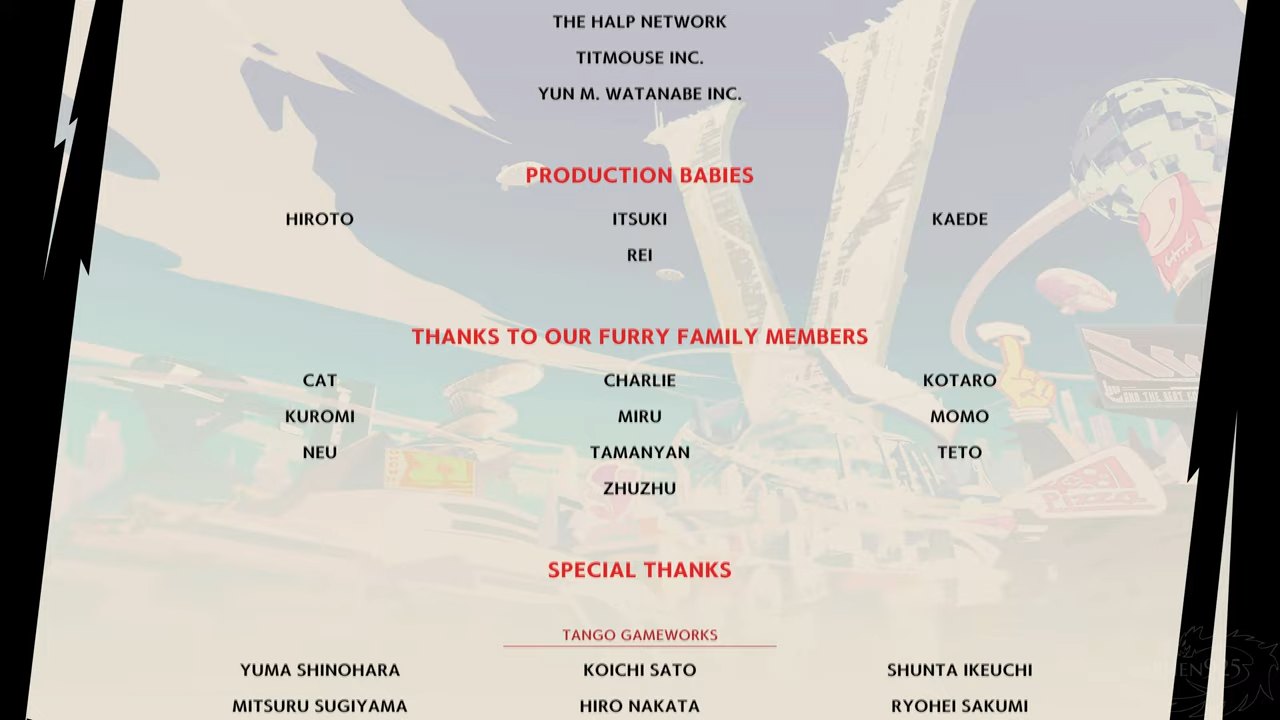 THE HALP NETWORK
TITMOUSE INC.
YUN M. WATANABE INC.
PRODUCTION BABIES
HIROTO ITSUKI KAEDE
REI
THANKS TO OUR FURRY FAMILY MEMBERS
CAT CHARLIE KOTARO
KUROMI MIRU MOMO
NEU TAMANYAN TETO
ZHUZHU
Pizza
SPECIAL THANKS
TANGO GAMEWORKS
YUMA SHINOHARA KOICHI SATO SHUNTA IKEUCHI
MITSURU SUGIYAMA HIRO NAKATA RYOHEI SAKUMI